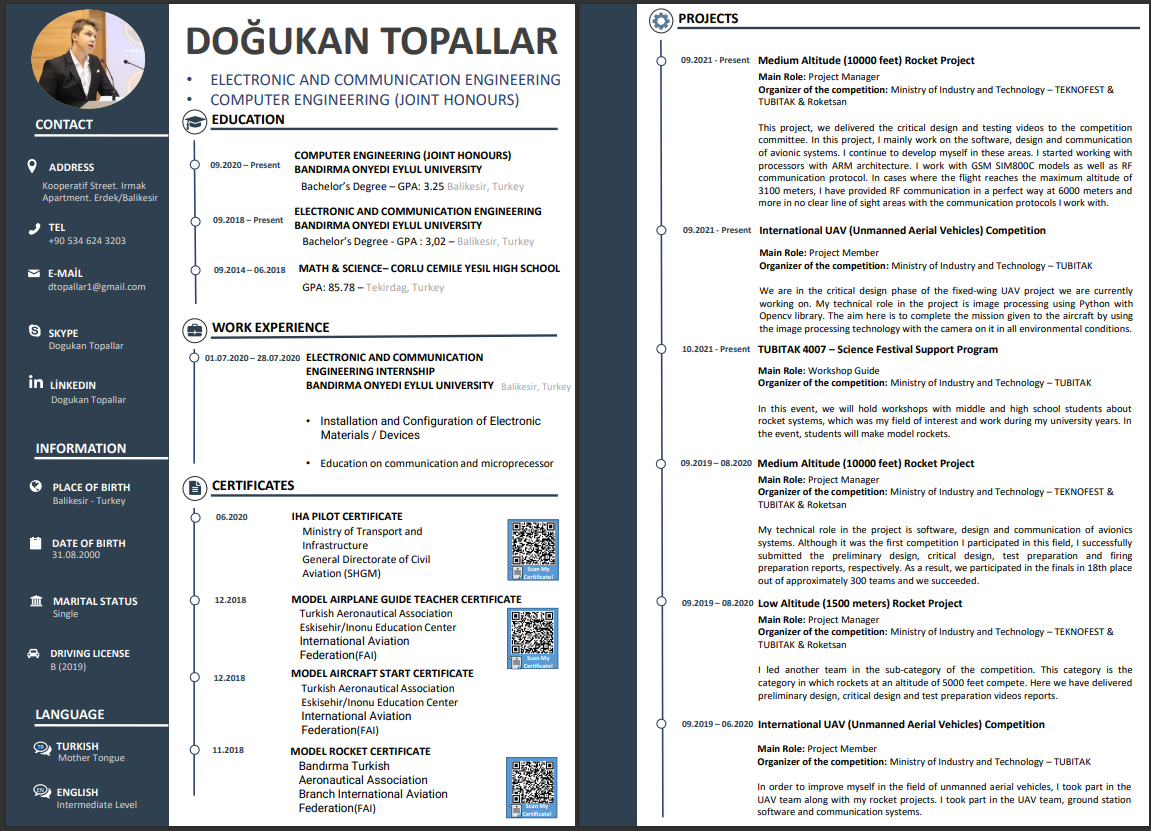 DOĞUKAN TOPALLAR
• ELECTRONIC AND COMMUNICATION ENGINEERING
• COMPUTER ENGINEERING (JOINT HONOURS)
CONTACT
ADDRESS
Kooperatif Street. Irmak
Apartment. Erdek/Balikesir
TEL
+90 534 624 3203
E-MAİL
dtopallar1@gmail.com
SKYPE
Dogukan Topallar
LİNKEDIN
Dogukan Topallar
INFORMATION
PLACE OF BIRTH
Balikesir - Turkey
DATE OF BIRTH
31.08.2000
MARITAL STATUS
Single
DRIVING LICENSE
B (2019)
LANGUAGE
TURKISH
Mother Tongue
ENGLISH
Intermediate Level
EDUCATION
09.2020 – Present
COMPUTER ENGINEERING (JOINT HONOURS)
BANDIRMA ONYEDI EYLUL UNIVERSITY
Bachelor's Degree – GPA: 3.25 Balikesir, Turkey
09.2018 – Present
ELECTRONIC AND COMMUNICATION ENGINEERING
BANDIRMA ONYEDI EYLUL UNIVERSITY
Bachelor's Degree - GPA : 3,02 – Balikesir, Turkey
09.2014 – 06.2018
MATH & SCIENCE– CORLU CEMILE YESIL HIGH SCHOOL
GPA: 85.78 – Tekirdag, Turkey
WORK EXPERIENCE
01.07.2020 – 28.07.2020
ELECTRONIC AND COMMUNICATION
ENGINEERING INTERNSHIP
BANDIRMA ONYEDI EYLUL UNIVERSITY Balikesir, Turkey
• Installation and Configuration of Electronic
Materials / Devices
• Education on communication and microprecessor
CERTIFICATES
06.2020
IHA PILOT CERTIFICATE
Ministry of Transport and
Infrastructure
General Directorate of Civil
Aviation (SHGM)
Scan My
Certificate!
12.2018
MODEL AIRPLANE GUIDE TEACHER CERTIFICATE
Turkish Aeronautical Association
Eskisehir/Inonu Education Center
International Aviation
Federation(FAI)
Scan My
Certificate!
12.2018
MODEL AIRCRAFT START CERTIFICATE
Turkish Aeronautical Association
Eskisehir/Inonu Education Center
International Aviation
Federation(FAI)
11.2018
MODEL ROCKET CERTIFICATE
Bandırma Turkish
Aeronautical Association
Branch International Aviation
Federation(FAI)
Scan My
Certificate!
PROJECTS
09.2021 - Present
Medium Altitude (10000 feet) Rocket Project
Main Role: Project Manager
Organizer of the competition: Ministry of Industry and Technology – TEKNOFEST &
TUBITAK & Roketsan
This project, we delivered the critical design and testing videos to the competition
committee. In this project, I mainly work on the software, design and communication
of avionic systems. I continue to develop myself in these areas. I started working with
processors with ARM architecture. I work with GSM SIM800C models as well as RF
communication protocol. In cases where the flight reaches the maximum altitude of
3100 meters, I have provided RF communication in a perfect way at 6000 meters and
more in no clear line of sight areas with the communication protocols I work with.
09.2021 - Present
International UAV (Unmanned Aerial Vehicles) Competition
Main Role: Project Member
Organizer of the competition: Ministry of Industry and Technology – TUBITAK
We are in the critical design phase of the fixed-wing UAV project we are currently
working on. My technical role in the project is image processing using Python with
Opencv library. The aim here is to complete the mission given to the aircraft by using
the image processing technology with the camera on it in all environmental conditions.
10.2021 - Present
TUBITAK 4007 – Science Festival Support Program
Main Role: Workshop Guide
Organizer of the competition: Ministry of Industry and Technology – TUBITAK
In this event, we will hold workshops with middle and high school students about
rocket systems, which was my field of interest and work during my university years. In
the event, students will make model rockets.
09.2019 – 08.2020
Medium Altitude (10000 feet) Rocket Project
Main Role: Project Manager
Organizer of the competition: Ministry of Industry and Technology – TEKNOFEST &
TUBITAK & Roketsan
My technical role in the project is software, design and communication of avionics
systems. Although it was the first competition I participated in this field, I successfully
submitted the preliminary design, critical design, test preparation and firing
preparation reports, respectively. As a result, we participated in the finals in 18th place
out of approximately 300 teams and we succeeded.
09.2019 – 08.2020
Low Altitude (1500 meters) Rocket Project
Main Role: Project Manager
Organizer of the competition: Ministry of Industry and Technology – TEKNOFEST &
TUBITAK & Roketsan
I led another team in the sub-category of the competition. This category is the
category in which rockets at an altitude of 5000 feet compete. Here we have delivered
preliminary design, critical design and test preparation videos reports.
09.2019 – 06.2020
International UAV (Unmanned Aerial Vehicles) Competition
Main Role: Project Member
Organizer of the competition: Ministry of Industry and Technology – TUBITAK
In order to improve myself in the field of unmanned aerial vehicles, I took part in the
UAV team along with my rocket projects. I took part in the UAV team, ground station
software and communication systems.